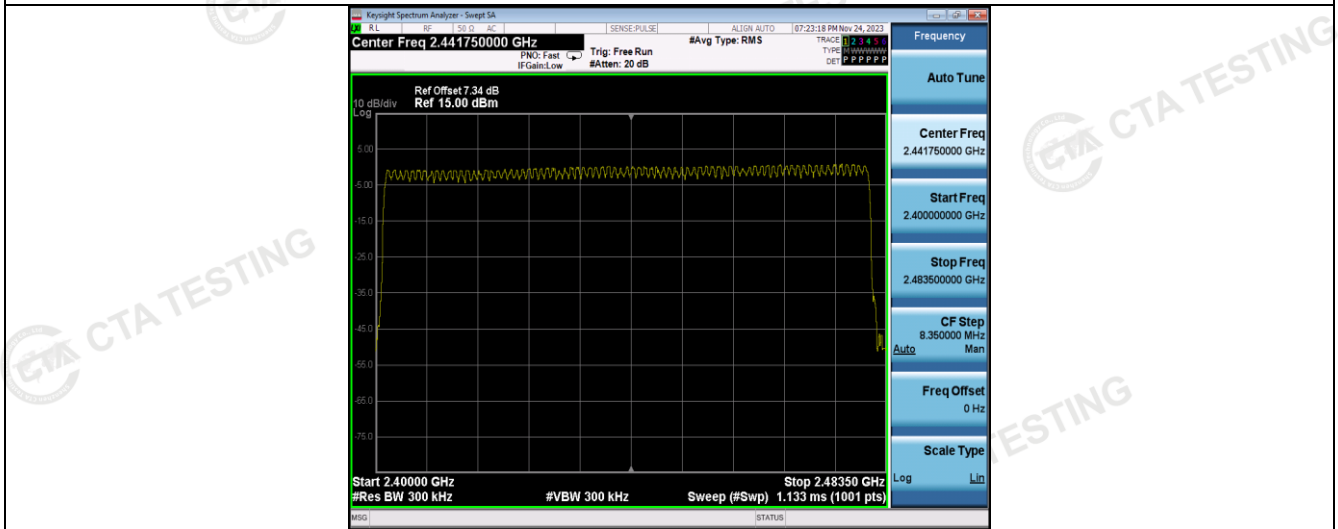 Keysight Spectrum Analyzer - Swept SA
RL RF 50 Ω AC SENSE:PULSE ALIGN AUTO 07:23:18 PM Nov 24, 2023
Center Freq 2.441750000 GHz
PNO: Fast
IFGain:Low
Trig: Free Run
#Atten: 20 dB
#Avg Type: RMS
TRACE 1 2 3 4 5 6
TYPE M WWWWW
DET P P P P P P
Ref Offset 7.34 dB
10 dB/div Ref 15.00 dBm
Log
5.00
-5.00
-15.0
-25.0
-35.0
-45.0
-55.0
-65.0
-75.0
Start 2.40000 GHz Stop 2.48350 GHz
#Res BW 300 kHz #VBW 300 kHz Sweep (#Swp) 1.133 ms (1001 pts)
MSG STATUS
Frequency
Auto Tune
Center Freq
2.441750000 GHz
Start Freq
2.400000000 GHz
Stop Freq
2.483500000 GHz
CF Step
8.350000 MHz
Auto Man
Freq Offset
0 Hz
Scale Type
Log Lin
CTA TESTING
CTA TESTING
TESTING